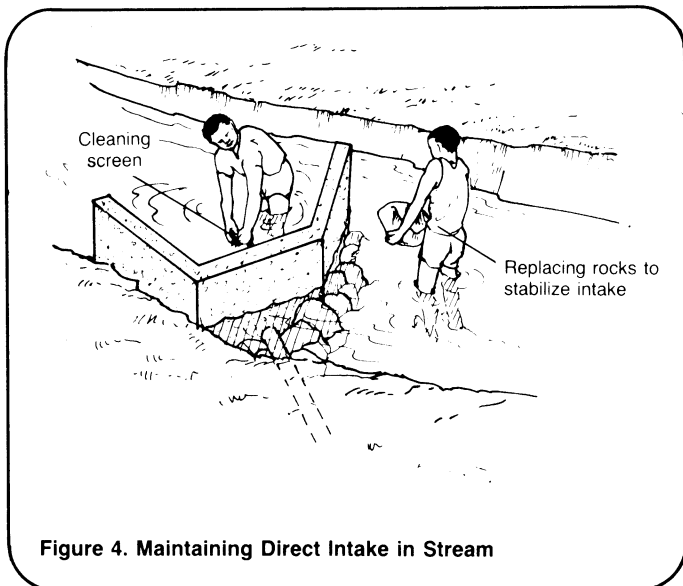 Cleaning
screen
Replacing rocks to
stabilize intake
Figure 4. Maintaining Direct Intake in Stream